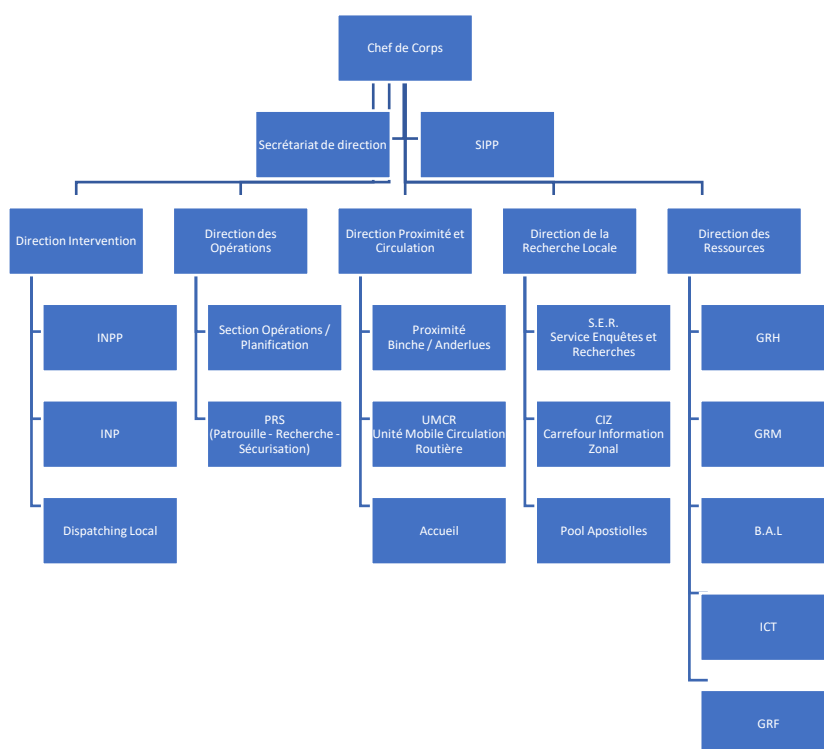 Chef de Corps
Secrétariat de direction
SIPP
Direction Intervention
Direction des
Opérations
Direction Proximité et
Circulation
Direction de la
Recherche Locale
Direction des
Ressources
INPP
Section Opérations /
Planification
Proximité
Binche / Anderlues
S.E.R.
Service Enquêtes et
Recherches
GRH
INP
PRS
(Patrouille - Recherche -
Sécurisation)
UMCR
Unité Mobile Circulation
Routière
CIZ
Carrefour Information
Zonal
GRM
Dispatching Local
Accueil
Pool Apostiolles
B.A.L
ICT
GRF